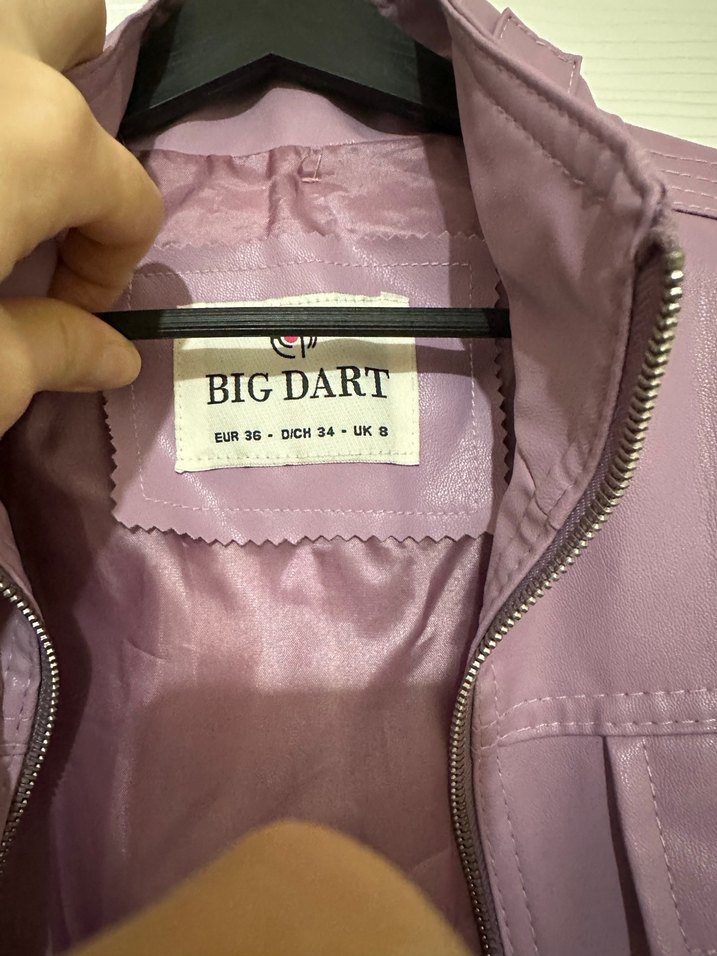 BIG DART
EUR 36 - D/CH 34 - UK 8